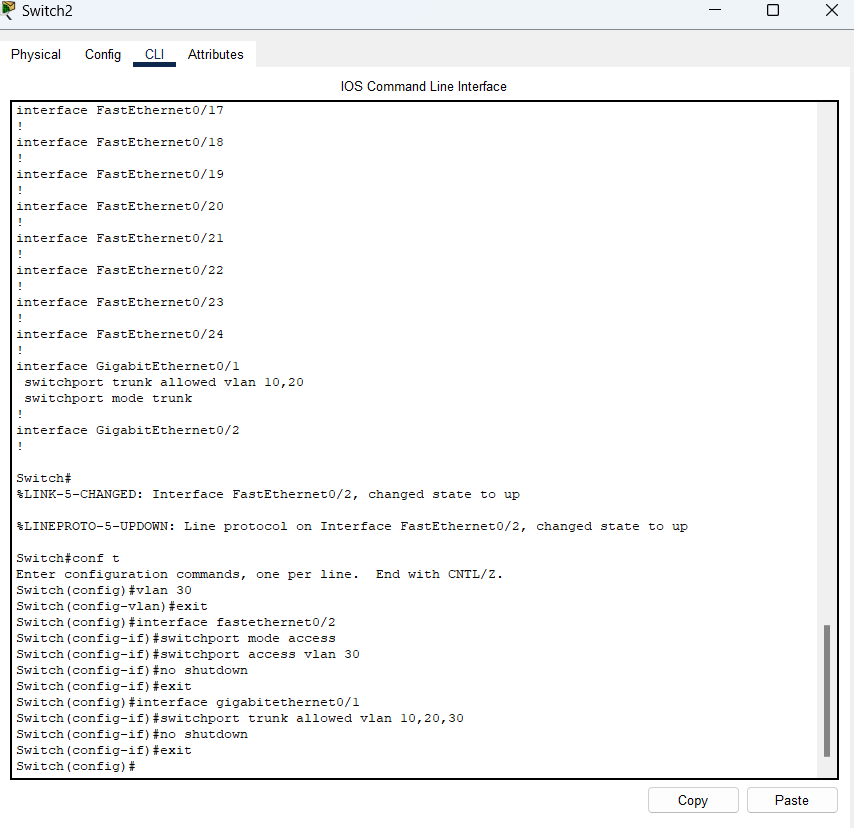 Switch2
Physical Config CLI Attributes
IOS Command Line Interface
interface FastEthernet0/17
!
interface FastEthernet0/18
!
interface FastEthernet0/19
!
interface FastEthernet0/20
!
interface FastEthernet0/21
!
interface FastEthernet0/22
!
interface FastEthernet0/23
!
interface FastEthernet0/24
!
interface GigabitEthernet0/1
 switchport trunk allowed vlan 10,20
 switchport mode trunk
!
interface GigabitEthernet0/2
!
Switch#
%LINK-5-CHANGED: Interface FastEthernet0/2, changed state to up
%LINEPROTO-5-UPDOWN: Line protocol on Interface FastEthernet0/2, changed state to up
Switch#conf t
Enter configuration commands, one per line.  End with CNTL/Z.
Switch(config)#vlan 30
Switch(config-vlan)#exit
Switch(config)#interface fastethernet0/2
Switch(config-if)#switchport mode access
Switch(config-if)#switchport access vlan 30
Switch(config-if)#no shutdown
Switch(config-if)#exit
Switch(config)#interface gigabitethernet0/1
Switch(config-if)#switchport trunk allowed vlan 10,20,30
Switch(config-if)#no shutdown
Switch(config-if)#exit
Switch(config)#
Copy Paste